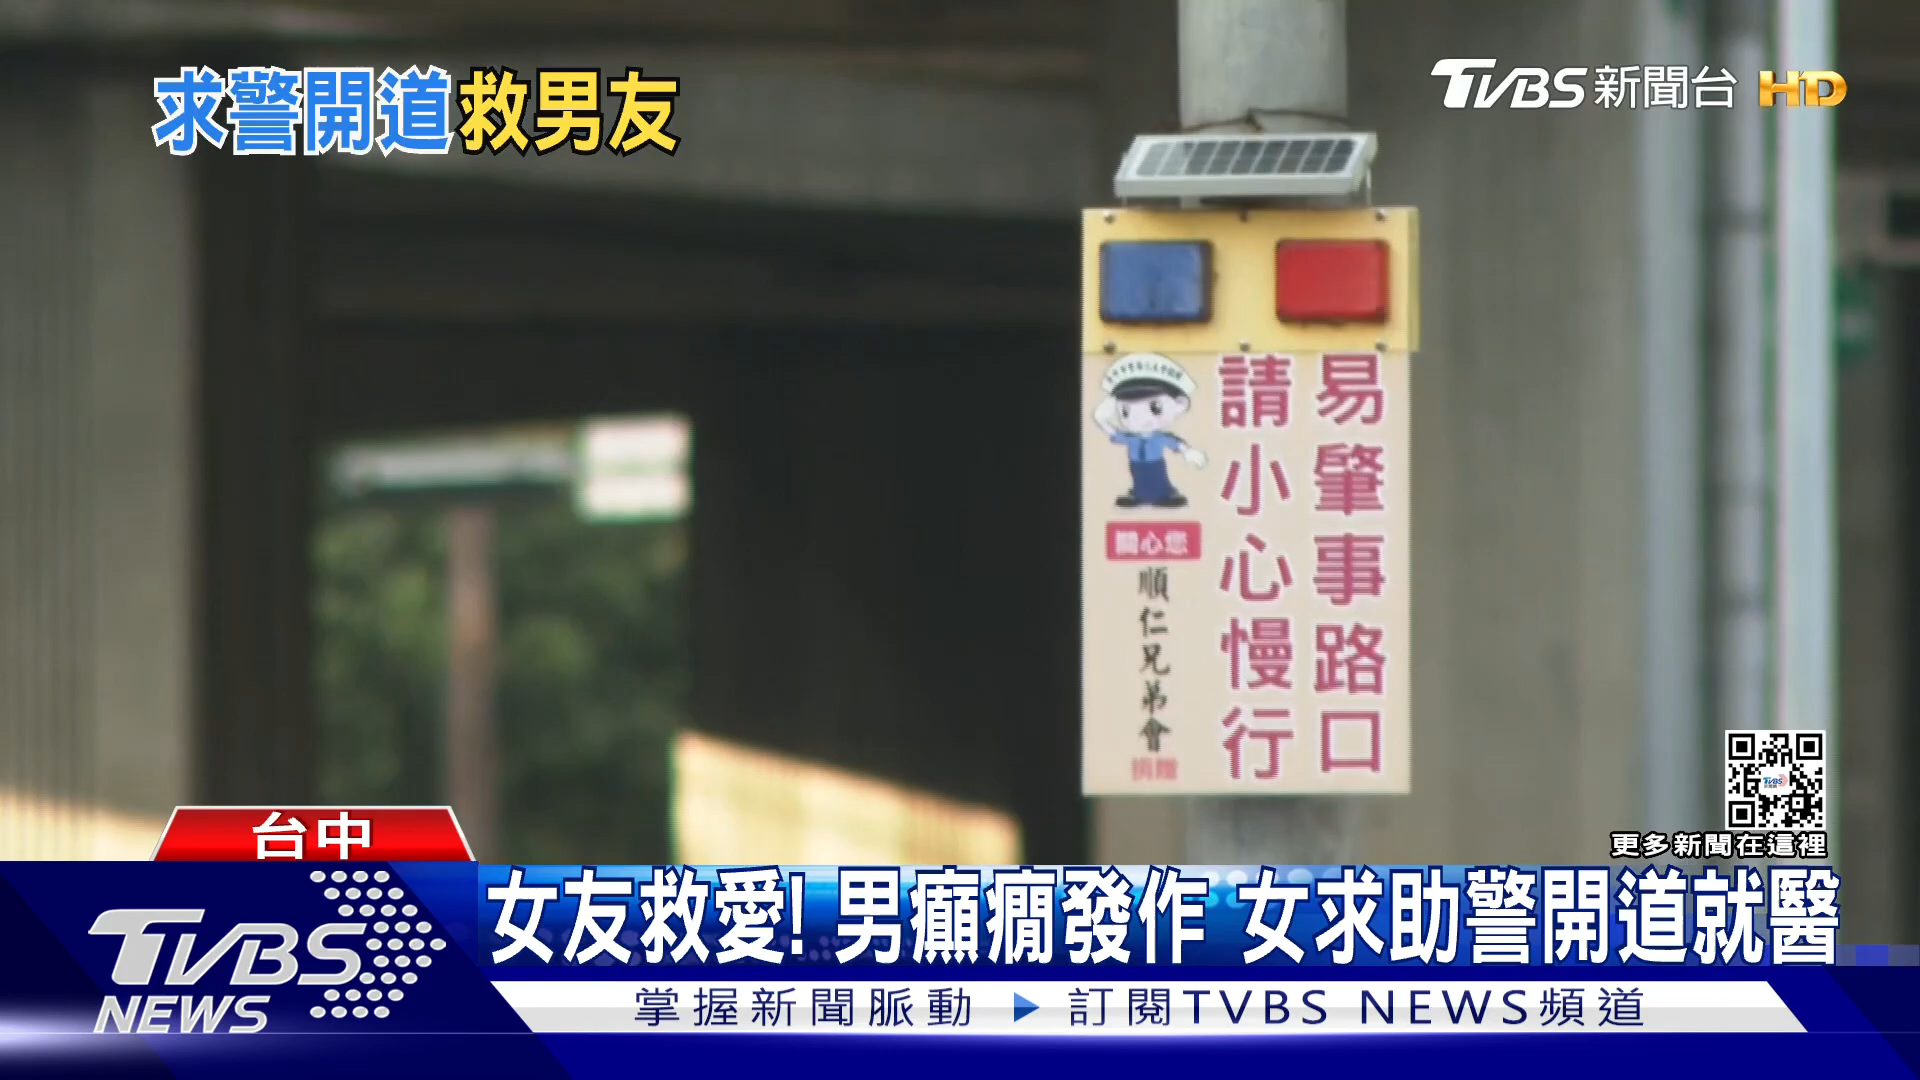 求警開道救男友
TVBS新聞台 HD
易肇事路口
請小心慢行
關心您
順仁兄弟會
捐贈
更多新聞在這裡
台中
女友救愛! 男癲癇發作 女求助警開道就醫
TVBS
NEWS
掌握新聞脈動 ▶ 訂閱TVBS NEWS頻道